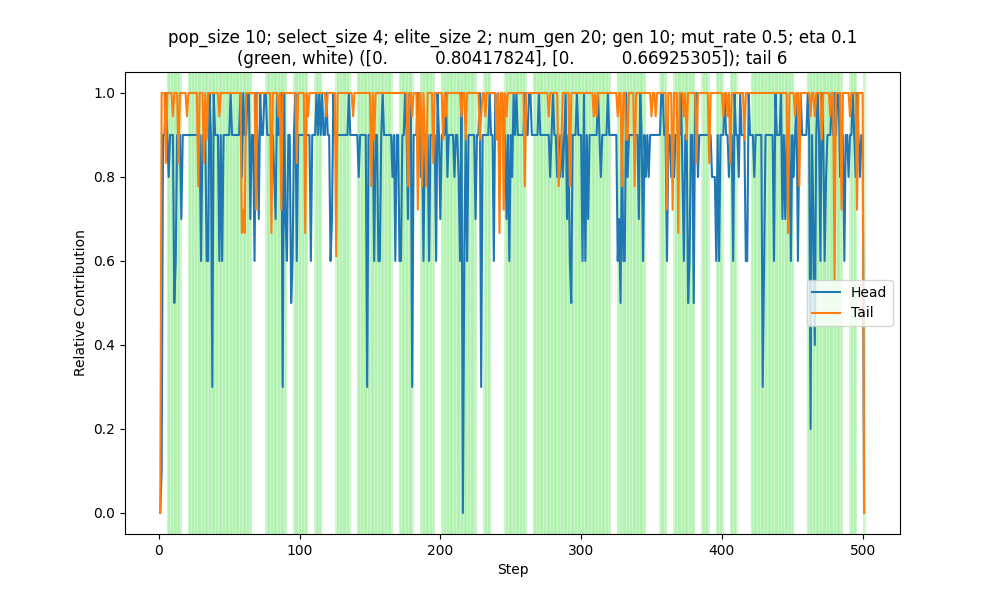 pop_size 10; select_size 4; elite_size 2; num_gen 20; gen 10; mut_rate 0.5; eta 0.1
(green, white) ([0. 0.80417824], [0. 0.66925305]); tail 6
1.0
0.8
0.6
0.4
0.2
0.0
Relative Contribution
Head
Tail
0 100 200 300 400 500
Step